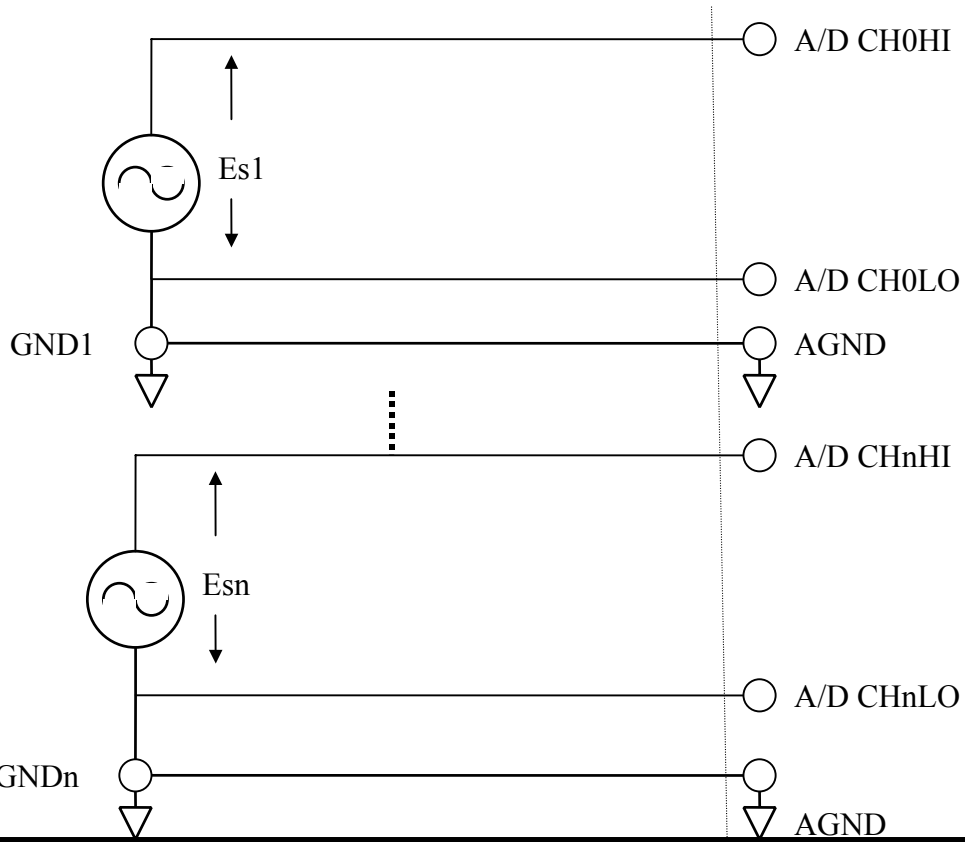 A/D CH0HI
Es1
A/D CH0LO
GND1
AGND
A/D CHnHI
Esn
A/D CHnLO
GNDn
AGND